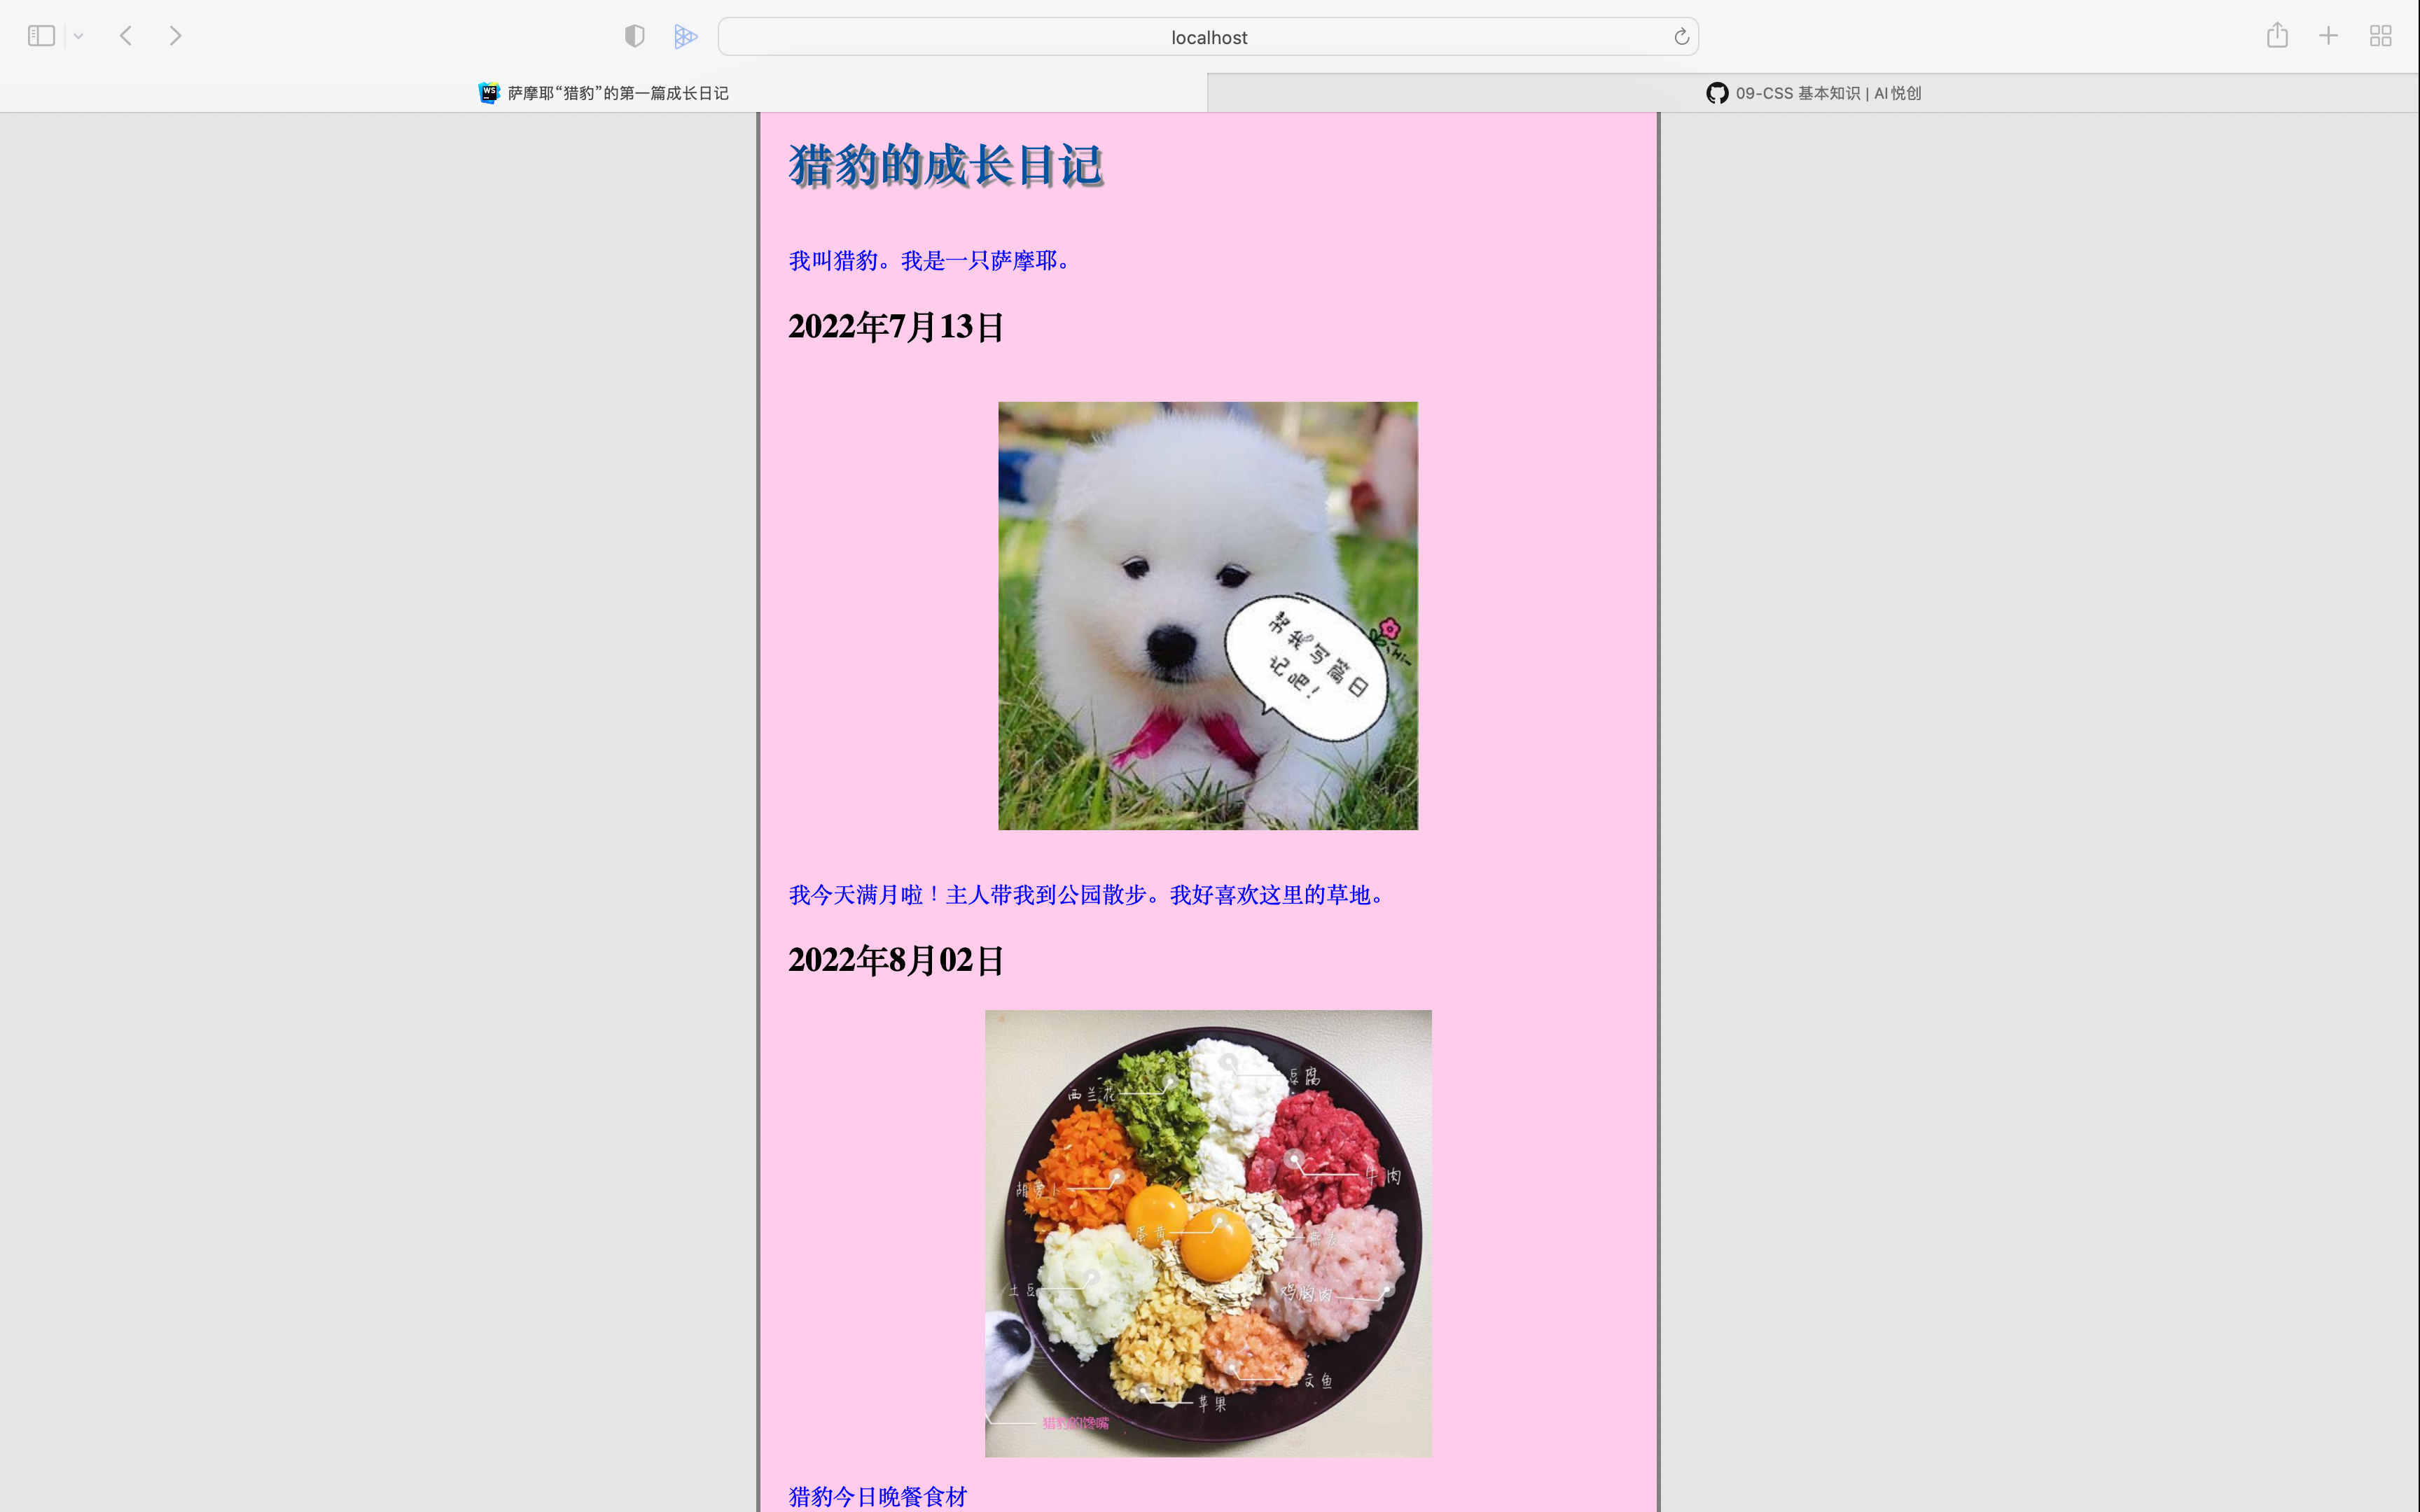 localhost
萨摩耶“猎豹”的第一篇成长日记
09-CSS 基本知识 | AI悦创
猎豹的成长日记
我叫猎豹。我是一只萨摩耶。
2022年7月13日
帮我写篇日
记吧！
我今天满月啦！主人带我到公园散步。我好喜欢这里的草地。
2022年8月02日
豆腐
西兰花
牛肉
胡萝卜
蛋黄
燕麦
土豆
鸡胸肉
三文鱼
苹果
猎豹的馋嘴
猎豹今日晚餐食材